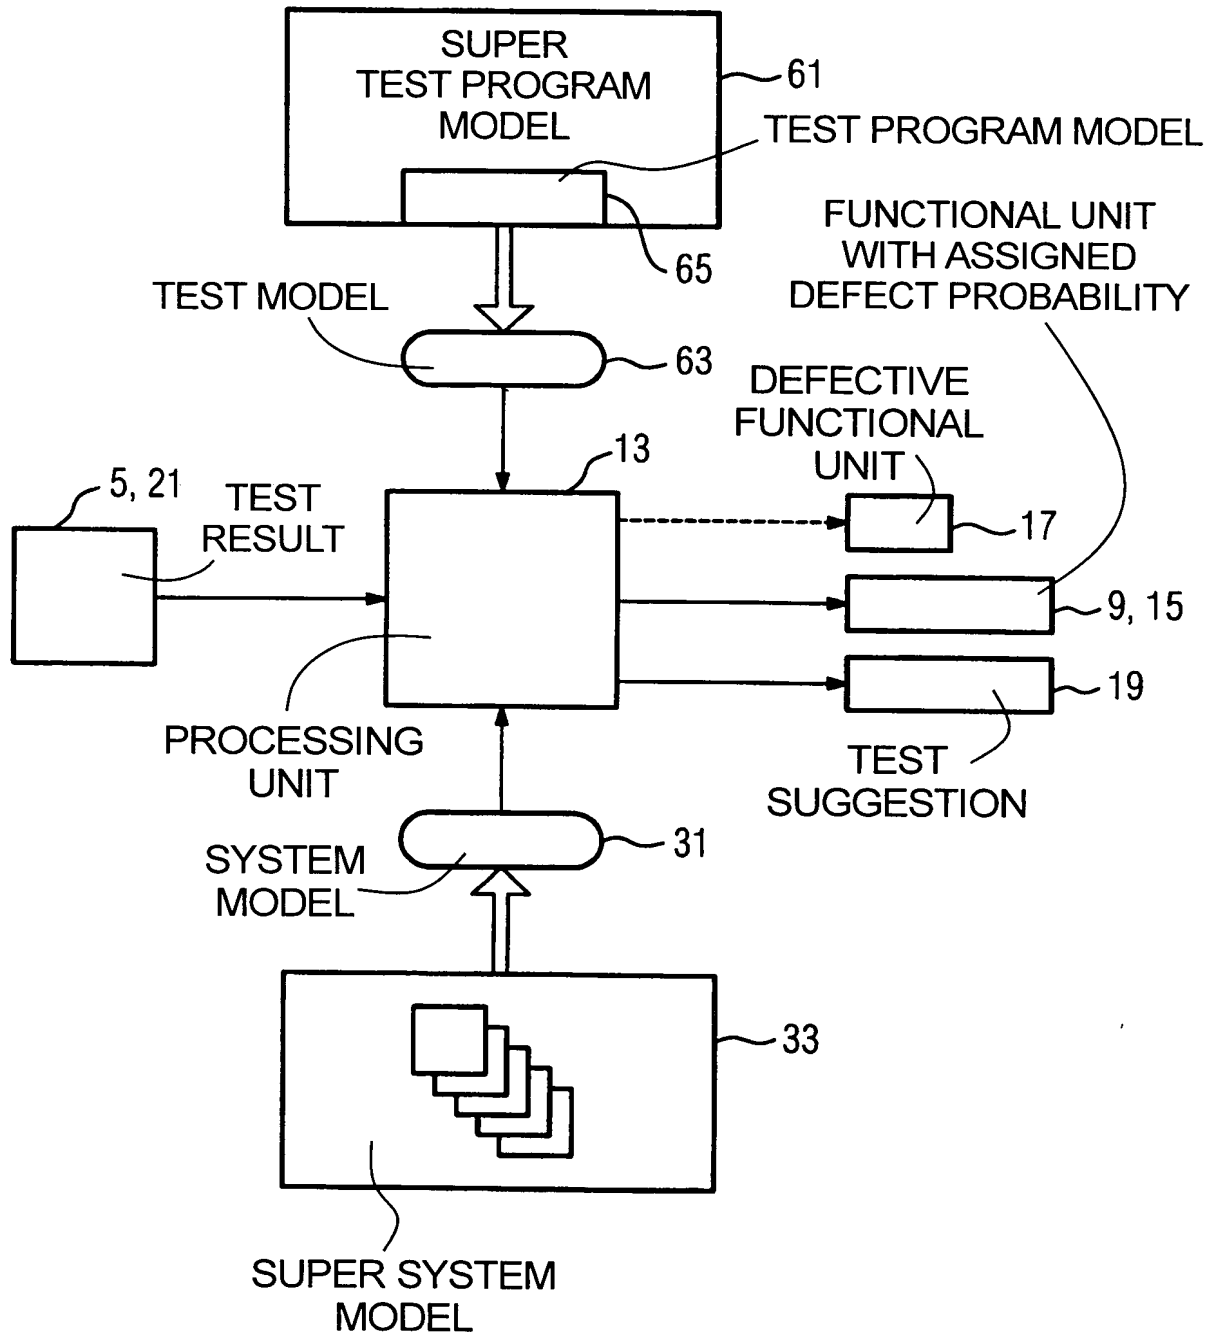 SUPER
TEST PROGRAM
MODEL
61
TEST PROGRAM MODEL
65
FUNCTIONAL UNIT
WITH ASSIGNED
DEFECT PROBABILITY
TEST MODEL
63
DEFECTIVE
FUNCTIONAL
UNIT
13
5, 21
TEST
RESULT
17
9, 15
19
PROCESSING
UNIT
TEST
SUGGESTION
31
SYSTEM
MODEL
33
SUPER SYSTEM
MODEL